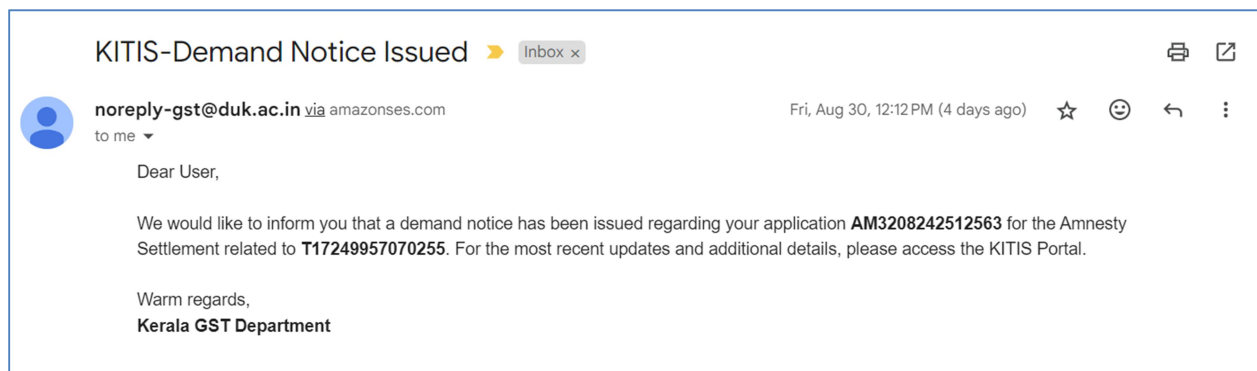 KITIS-Demand Notice Issued Inbox ×
noreply-gst@duk.ac.in via amazonses.com Fri, Aug 30, 12:12 PM (4 days ago)
to me
Dear User,
We would like to inform you that a demand notice has been issued regarding your application AM3208242512563 for the Amnesty
Settlement related to T17249957070255. For the most recent updates and additional details, please access the KITIS Portal.
Warm regards,
Kerala GST Department